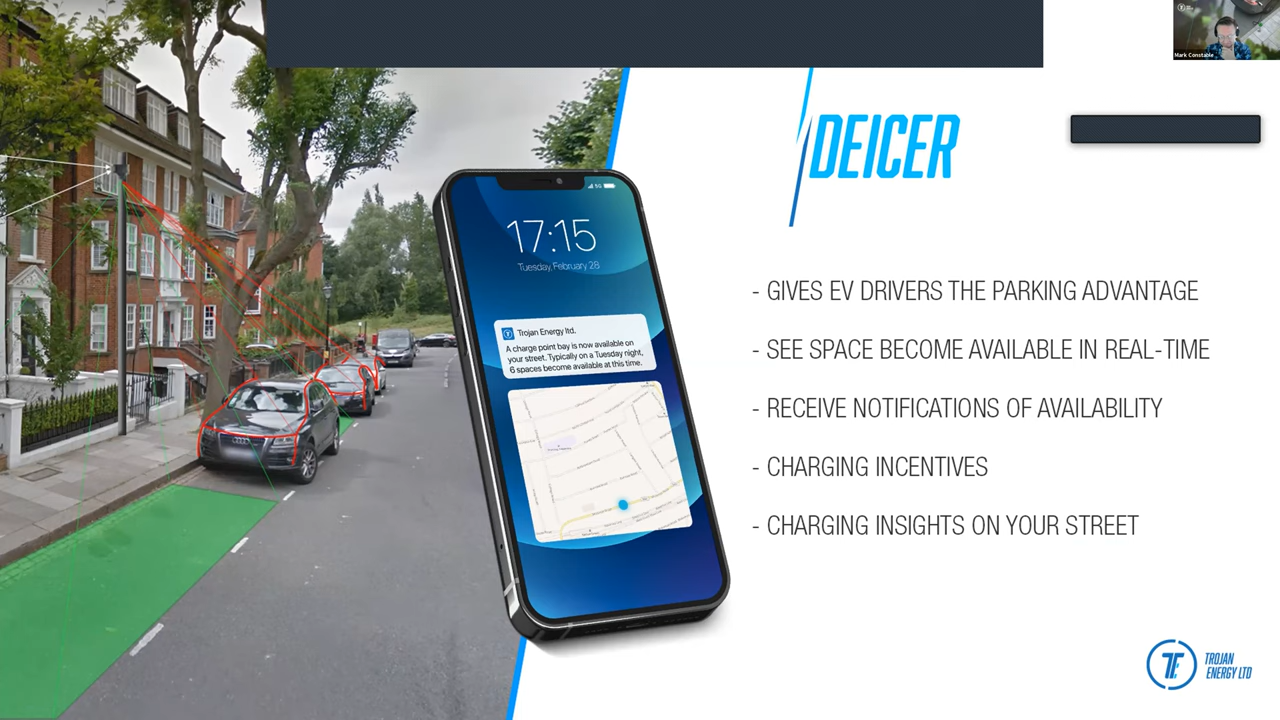 Mark Constable
DEICER
17:15
Tuesday, February 28
5G
Trojan Energy ltd.
A charge point bay is now available on
your street. Typically on a Tuesday night,
6 spaces become available at this time.
- GIVES EV DRIVERS THE PARKING ADVANTAGE
- SEE SPACE BECOME AVAILABLE IN REAL-TIME
- RECEIVE NOTIFICATIONS OF AVAILABILITY
- CHARGING INCENTIVES
- CHARGING INSIGHTS ON YOUR STREET
TROJAN
ENERGY LTD